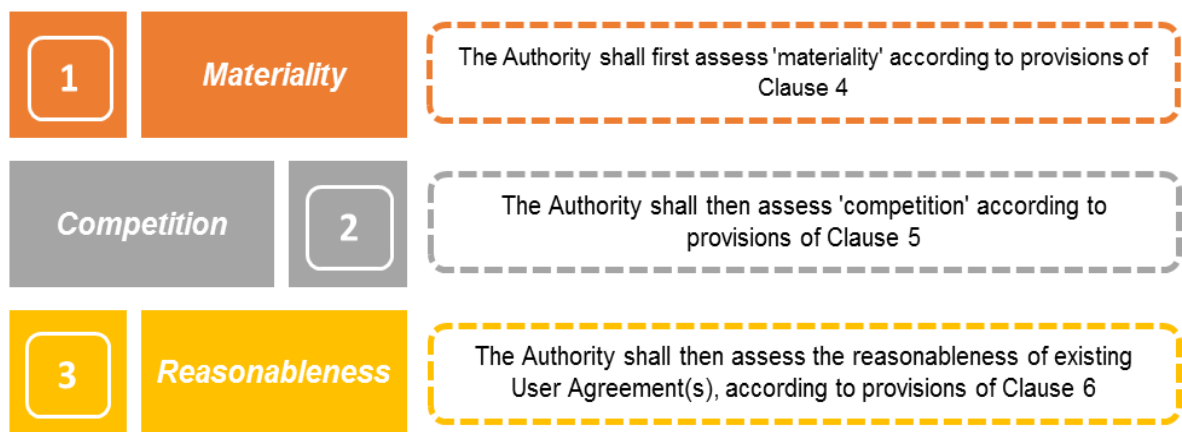 1
Materiality
The Authority shall first assess 'materiality' according to provisions of
Clause 4
Competition
2
The Authority shall then assess 'competition' according to
provisions of Clause 5
3
Reasonableness
The Authority shall then assess the reasonableness of existing
User Agreement(s), according to provisions of Clause 6